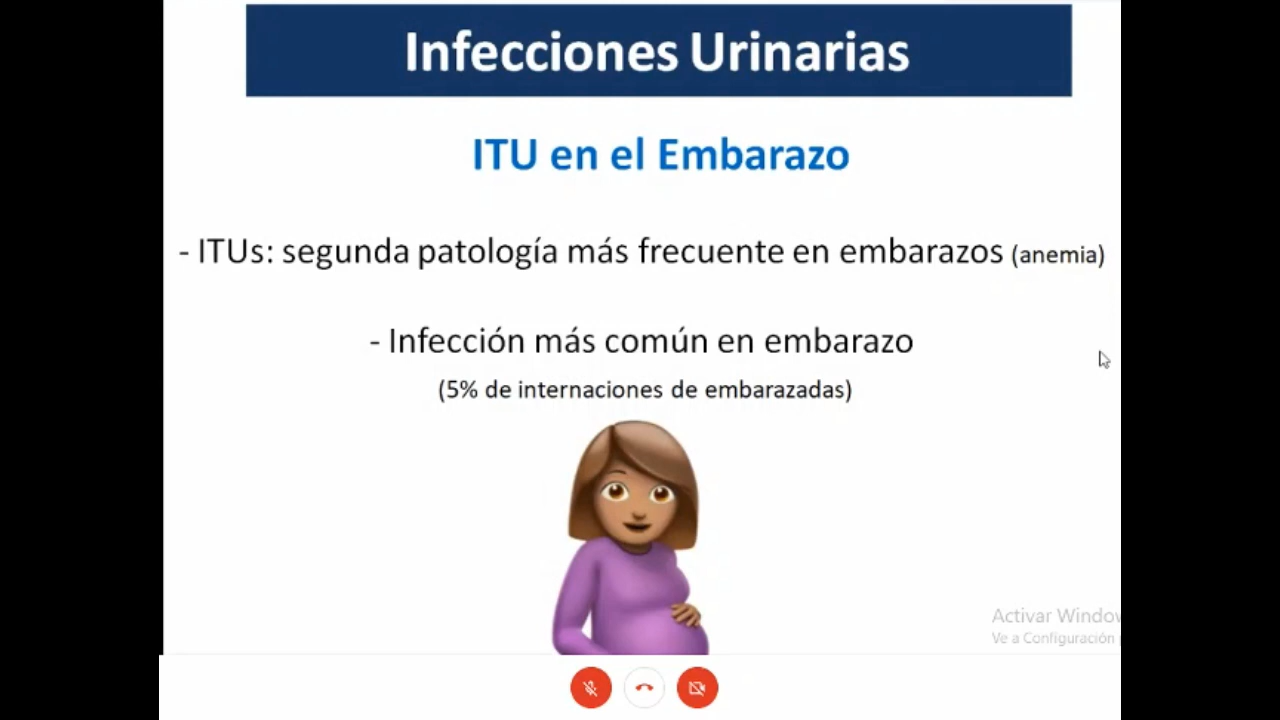 Infecciones Urinarias
ITU en el Embarazo
- ITUs: segunda patología más frecuente en embarazos (anemia)
- Infección más común en embarazo
(5% de internaciones de embarazadas)
Activar Window
Ve a Configuración